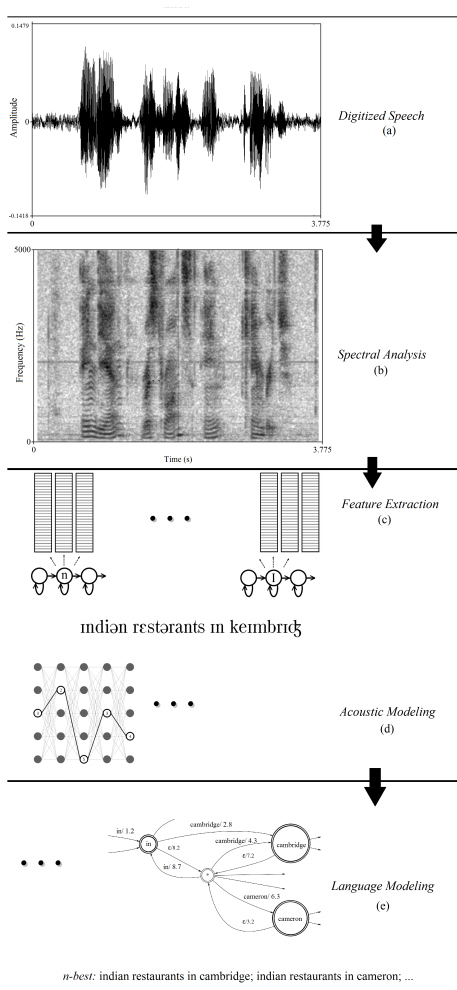 0.1479
Amplitude
0
-0.1418
0
3.775
Digitized Speech
(a)
5000
Frequency (Hz)
0
0
3.775
Time (s)
Spectral Analysis
(b)
Feature Extraction
(c)
n
I
ɪndiən rɛstərɑnts ɪn keɪmbrɪdʒ
Acoustic Modeling
(d)
in/ 1.2
in
cambridge/ 2.8
cambridge/ 4.3
cambridge
ε/8.2
ε/7.2
in/ 8.7
*
cameron/ 6.3
cameron
ε/3.2
Language Modeling
(e)
n-best: indian restaurants in cambridge; indian restaurants in cameron; ...